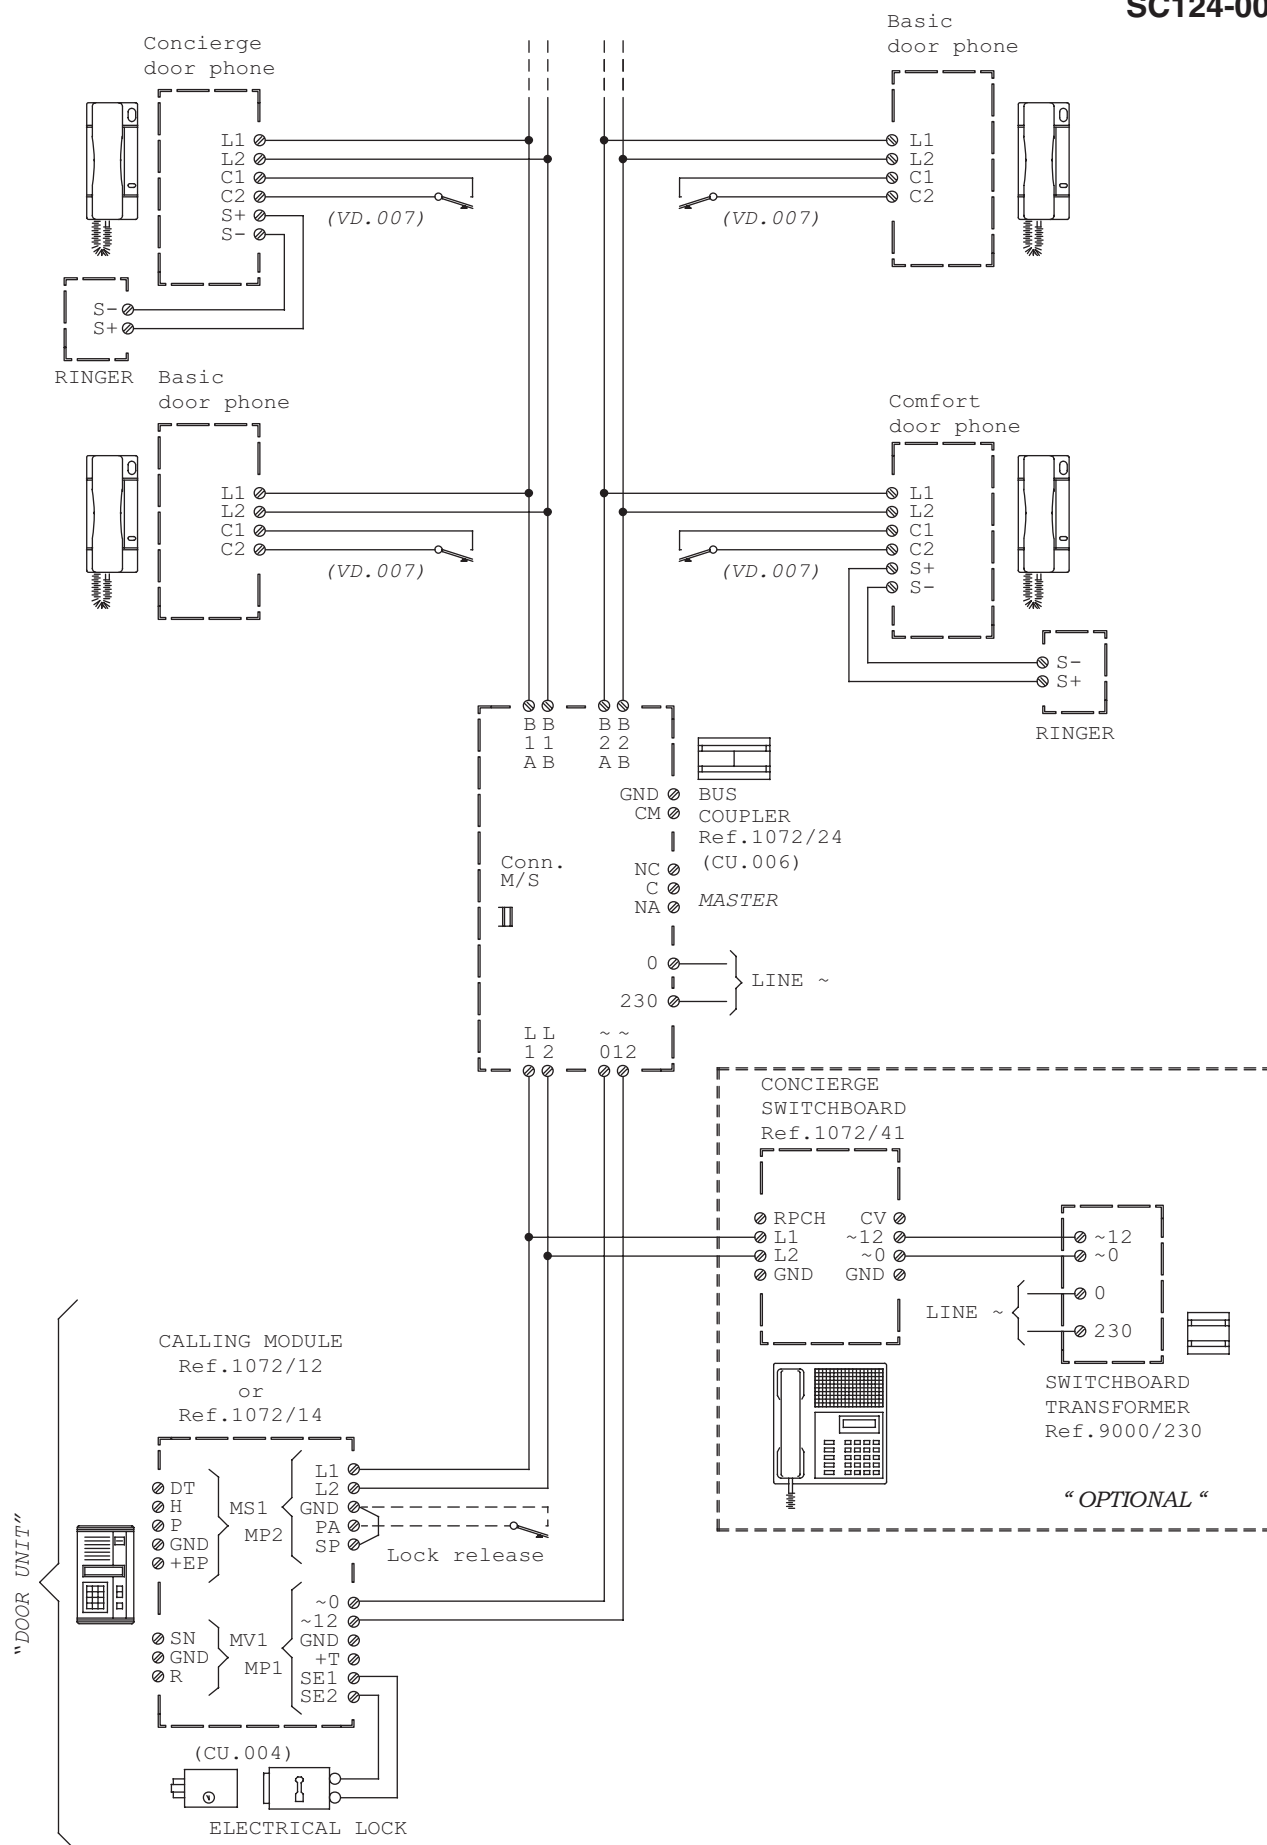 SC124-00
Concierge
door phone
L1
L2
C1
C2
S+
S-
(VD.007)
S-
S+
RINGER
Basic
door phone
L1
L2
C1
C2
(VD.007)
Basic
door phone
L1
L2
C1
C2
(VD.007)
Comfort
door phone
L1
L2
C1
C2
S+
S-
(VD.007)
S-
S+
RINGER
B B B B
1 1 2 2
A B A B
GND
CM
NC
C
NA
0
230
Conn.
M/S
L L ~ ~
1 2 0 12
BUS
COUPLER
Ref.1072/24
(CU.006)
MASTER
LINE ~
CONCIERGE
SWITCHBOARD
Ref.1072/41
RPCH CV
L1 ~12
L2 ~0
GND GND
~12
~0
0
230
LINE ~
SWITCHBOARD
TRANSFORMER
Ref.9000/230
“ OPTIONAL “
CALLING MODULE
Ref.1072/12
or
Ref.1072/14
DT
H
P
GND
+EP
MS1
MP2
L1
L2
GND
PA
SP
Lock release
SN
GND
R
MV1
MP1
~0
~12
GND
+T
SE1
SE2
"DOOR UNIT"
(CU.004)
ELECTRICAL LOCK